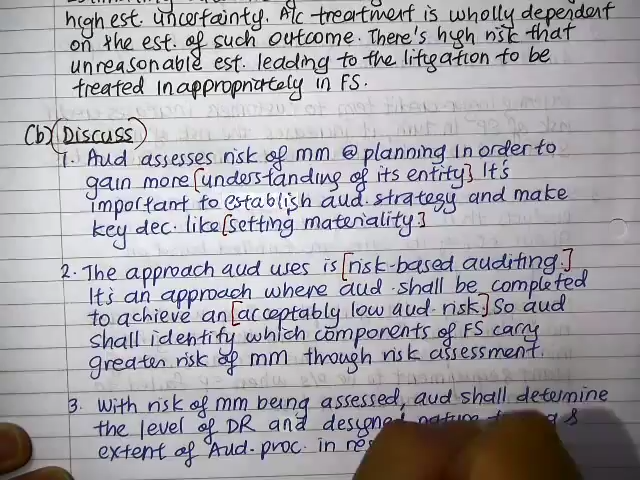 high est. uncertainty. A/c treatment is wholly dependent
on the est. of such outcome. There's high risk that
unreasonable est. leading to the litigation to be
treated inappropriately in FS.
(b) (Discuss)
1. Aud assesses risk of mm @ planning in order to
gain more [understanding of its entity] It's
important to establish aud. strategy and make
key dec. like [setting materiality.]
2. The approach aud uses is [risk-based auditing.]
It's an approach where aud shall be completed
to achieve an [acceptably low aud. risk.] So aud
shall identify which components of FS carry
greater risk of mm through risk assessment.
3. With risk of mm being assessed, aud shall determine
the level of DR and designed nature
extent of Aud. proc. in